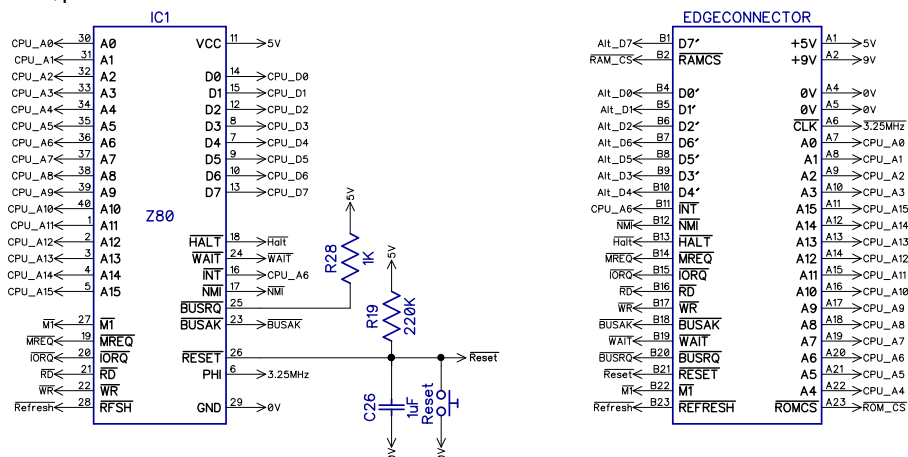 IC1
CPU_A0 30 A0 VCC 11 5V
CPU_A1 31 A1
CPU_A2 32 A2 D0 14 CPU_D0
CPU_A3 33 A3 D1 15 CPU_D1
CPU_A4 34 A4 D2 12 CPU_D2
CPU_A5 35 A5 D3 8 CPU_D3
CPU_A6 36 A6 D4 7 CPU_D4
CPU_A7 37 A7 D5 9 CPU_D5
CPU_A8 38 A8 D6 10 CPU_D6
CPU_A9 39 A9 D7 13 CPU_D7
CPU_A10 40 A10
CPU_A11 1 A11
Z80
CPU_A12 2 A12 HALT 18 Halt
CPU_A13 3 A13 WAIT 24 WAIT
CPU_A14 4 A14 INT 16 CPU_A6
CPU_A15 5 A15 NMI 17 NMI
BUSRQ 25
M1 27 M1 BUSAK 23 BUSAK
MREQ 19 MREQ
IORQ 20 IORQ RESET 26 Reset
RD 21 RD PHI 6 3.25MHz
WR 22 WR
Refresh 28 RFSH GND 29 0V
5V
R28
1K
5V
R19
220K
C26
1uF
Reset
0V
0V
EDGECONNECTOR
Alt_D7 B1 D7' +5V A1 5V
RAM_CS B2 RAMCS +9V A2 9V
Alt_D0 B4 D0' 0V A4 0V
Alt_D1 B5 D1' 0V A5 0V
Alt_D2 B6 D2' CLK A6 3.25MHz
Alt_D6 B7 D6' A0 A7 CPU_A0
Alt_D5 B8 D5' A1 A8 CPU_A1
Alt_D3 B9 D3' A2 A9 CPU_A2
Alt_D4 B10 D4' A3 A10 CPU_A3
CPU_A6 B11 INT A15 A11 CPU_A15
NMI B12 NMI A14 A12 CPU_A14
Halt B13 HALT A13 A13 CPU_A13
MREQ B14 MREQ A12 A14 CPU_A12
IORQ B15 IORQ A11 A15 CPU_A11
RD B16 RD A10 A16 CPU_A10
WR B17 WR A9 A17 CPU_A9
BUSAK B18 BUSAK A8 A18 CPU_A8
WAIT B19 WAIT A7 A19 CPU_A7
BUSRQ B20 BUSRQ A6 A20 CPU_A6
Reset B21 RESET A5 A21 CPU_A5
M1 B22 M1 A4 A22 CPU_A4
Refresh B23 REFRESH ROMCS A23 ROM_CS